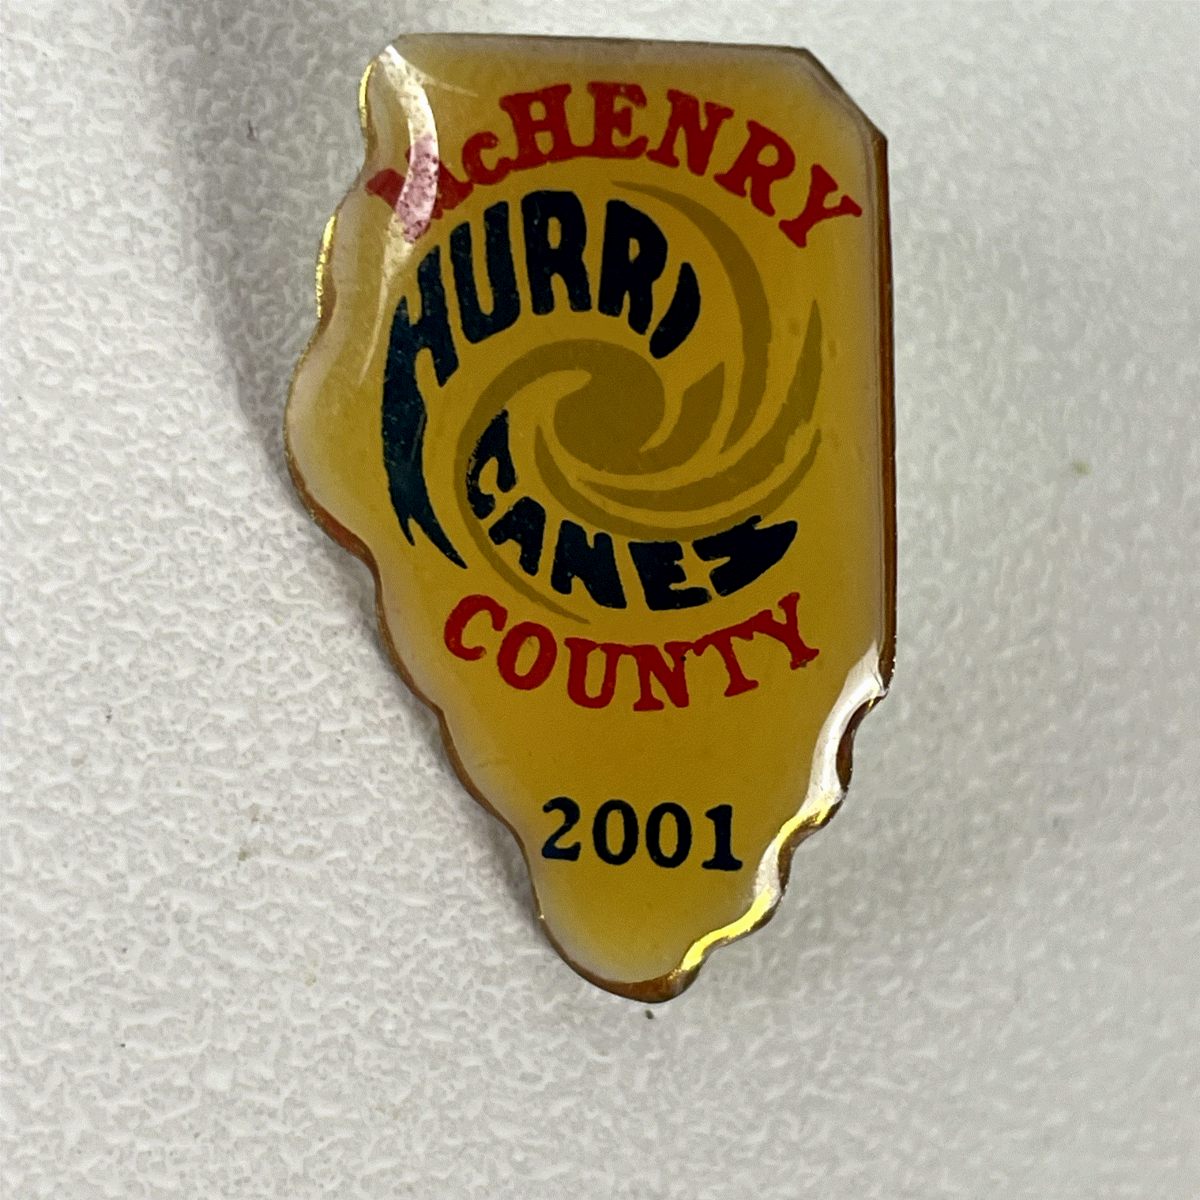 McHENRY
HURRI
CANES
COUNTY
2001